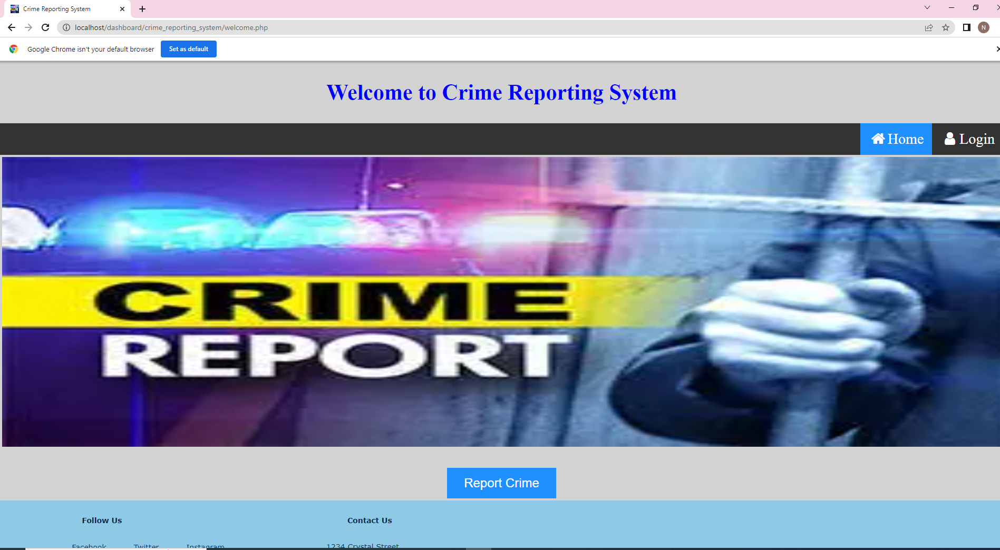 Crime Reporting System
localhost/dashboard/crime_reporting_system/welcome.php
N
Google Chrome isn't your default browser Set as default
Welcome to Crime Reporting System
Home Login
CRIME
REPORT
Report Crime
Follow Us Contact Us
Facebook Twitter Instagram 1234 Crystal Street